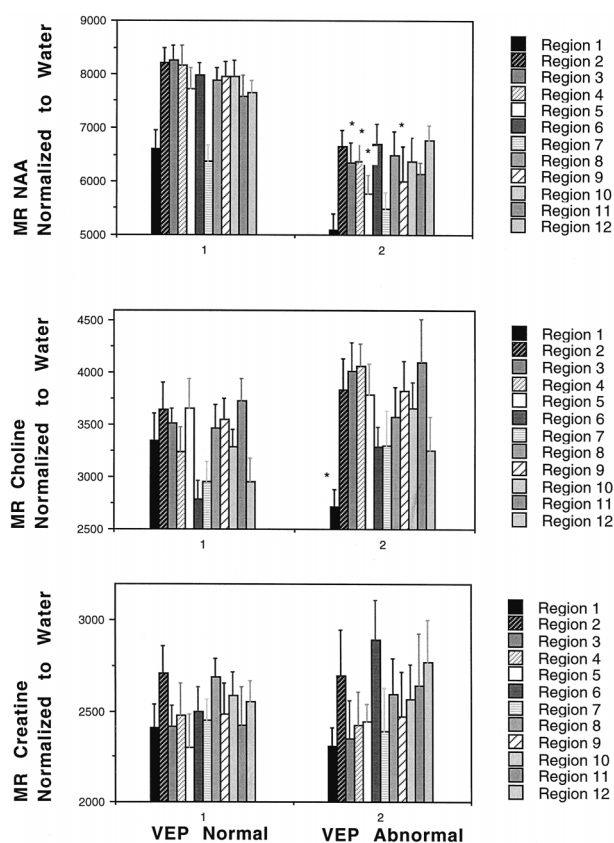 MR NAA
Normalized to Water
9000
8000
7000
6000
5000
* * * *
1
2
Region 1
Region 2
Region 3
Region 4
Region 5
Region 6
Region 7
Region 8
Region 9
Region 10
Region 11
Region 12
MR Choline
Normalized to Water
4500
4000
3500
3000
2500
*
1
2
Region 1
Region 2
Region 3
Region 4
Region 5
Region 6
Region 7
Region 8
Region 9
Region 10
Region 11
Region 12
MR Creatine
Normalized to Water
3000
2500
2000
1
2
VEP Normal
VEP Abnormal
Region 1
Region 2
Region 3
Region 4
Region 5
Region 6
Region 7
Region 8
Region 9
Region 10
Region 11
Region 12